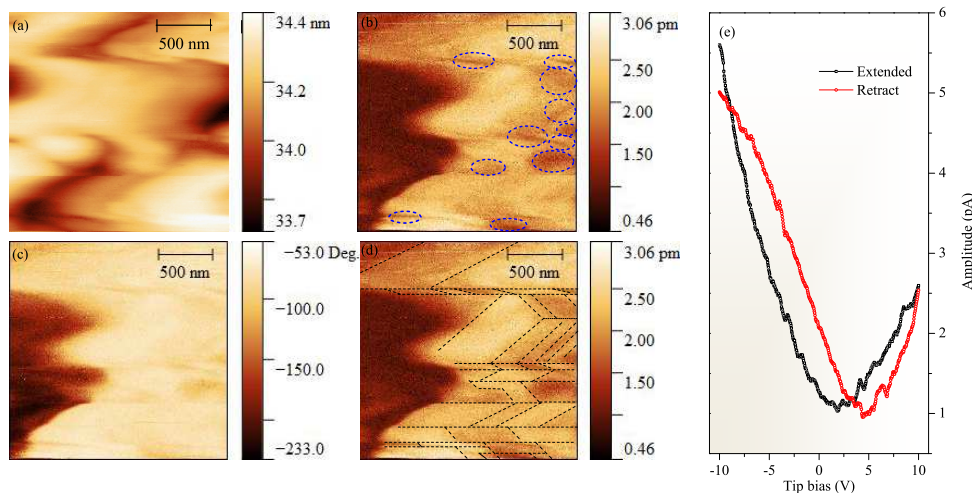 (a)
500 nm
34.4 nm
34.2
34.0
33.7
(b)
500 nm
3.06 pm
2.50
2.00
1.50
0.46
(c)
500 nm
−53.0 Deg.
−100.0
−150.0
−233.0
(d)
500 nm
3.06 pm
2.50
2.00
1.50
0.46
(e)
Extended
Retract
6
5
4
3
2
1
Amplitude (pA)
-10
-5
0
5
10
Tip bias (V)